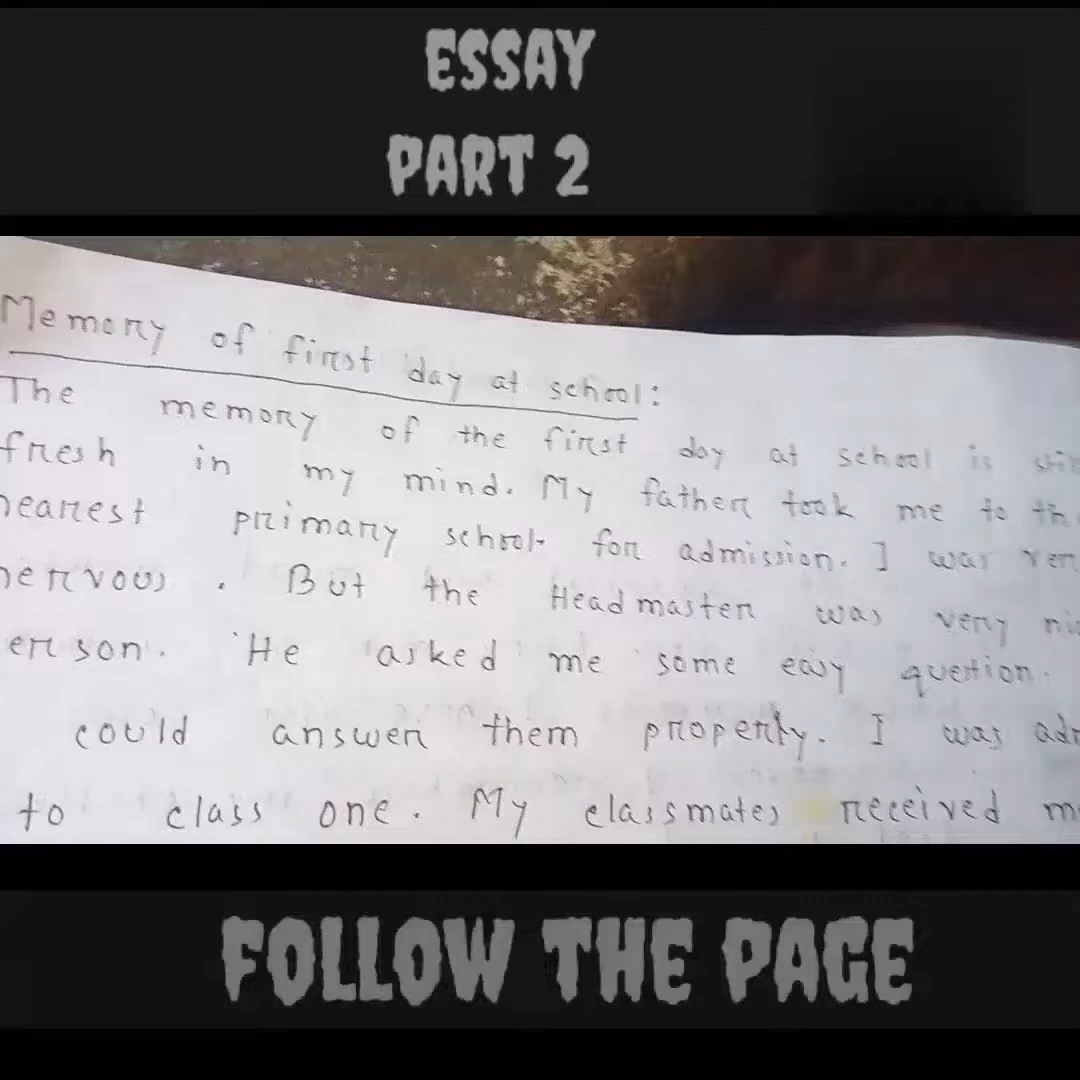 ESSAY
PART 2
Memory of first day at school:
The memory of the first day at school is
fresh in my mind. My father took me to
nearest primary school for admission. I was
nervous. But the Headmaster was very
erson. He asked me some easy question.
could answer them properly. I was
to class one. My classmates received
FOLLOW THE PAGE